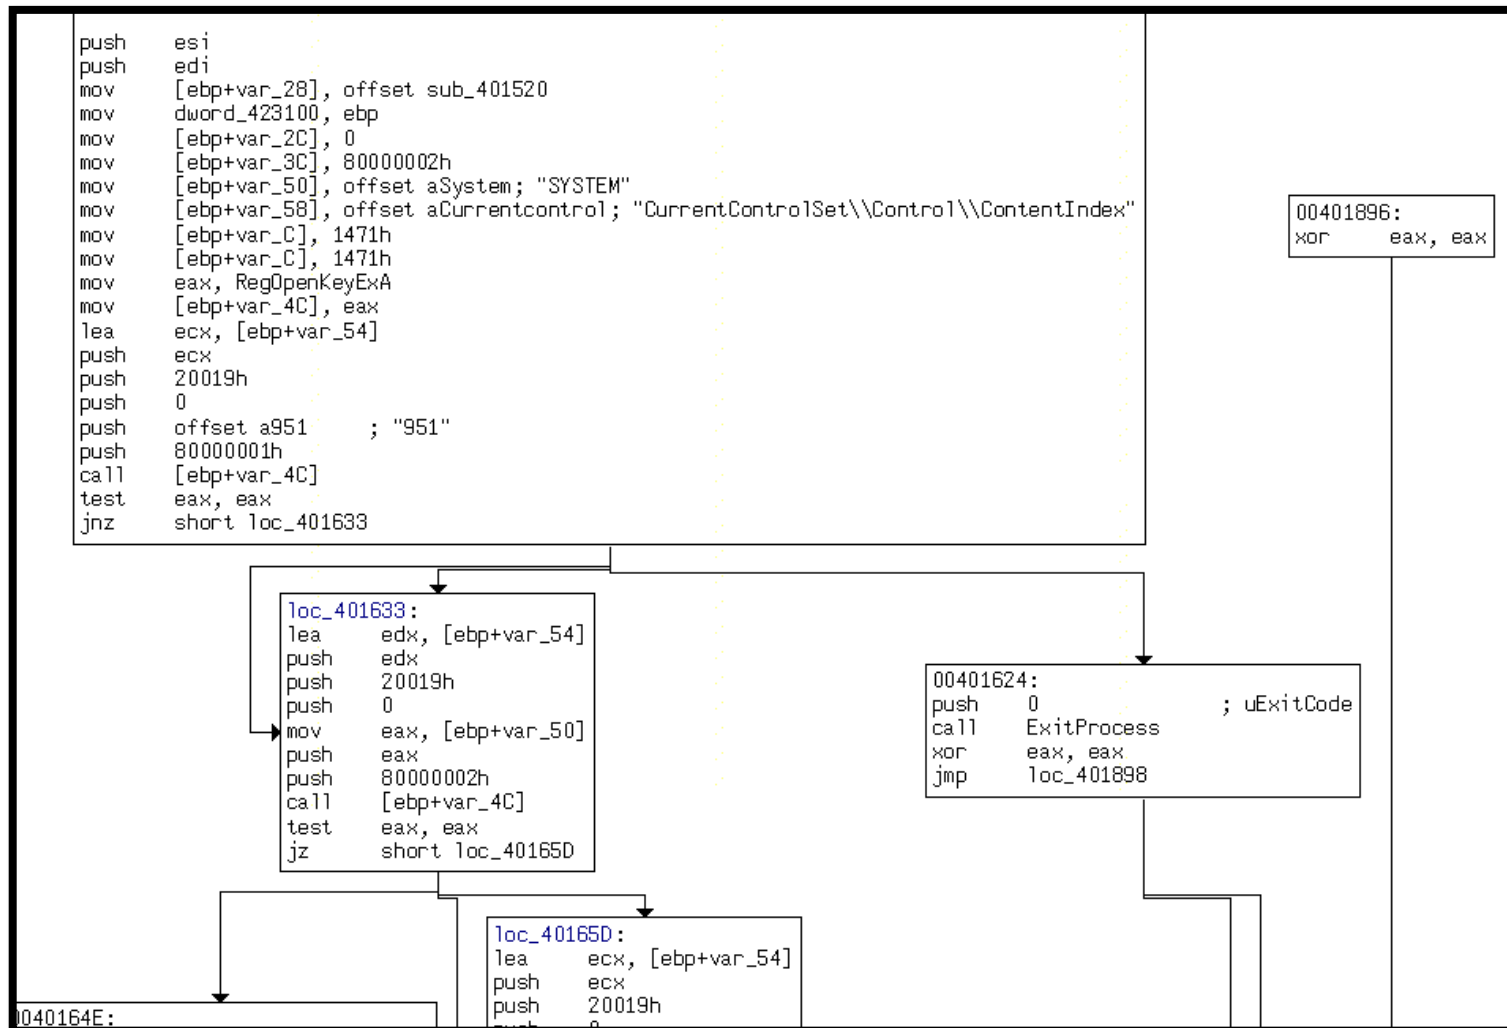 push esi
push edi
mov [ebp+var_28], offset sub_401520
mov dword_423100, ebp
mov [ebp+var_2C], 0
mov [ebp+var_3C], 80000002h
mov [ebp+var_50], offset aSystem; "SYSTEM"
mov [ebp+var_58], offset aCurrentcontrol; "CurrentControlSet\\Control\\ContentIndex"
mov [ebp+var_C], 1471h
mov [ebp+var_C], 1471h
mov eax, RegOpenKeyExA
mov [ebp+var_4C], eax
lea ecx, [ebp+var_54]
push ecx
push 20019h
push 0
push offset a951 ; "951"
push 80000001h
call [ebp+var_4C]
test eax, eax
jnz short loc_401633
00401896:
xor eax, eax
loc_401633:
lea edx, [ebp+var_54]
push edx
push 20019h
push 0
mov eax, [ebp+var_50]
push eax
push 80000002h
call [ebp+var_4C]
test eax, eax
jz short loc_40165D
00401624:
push 0 ; uExitCode
call ExitProcess
xor eax, eax
jmp loc_401898
loc_40165D:
lea ecx, [ebp+var_54]
push ecx
push 20019h
0040164E: